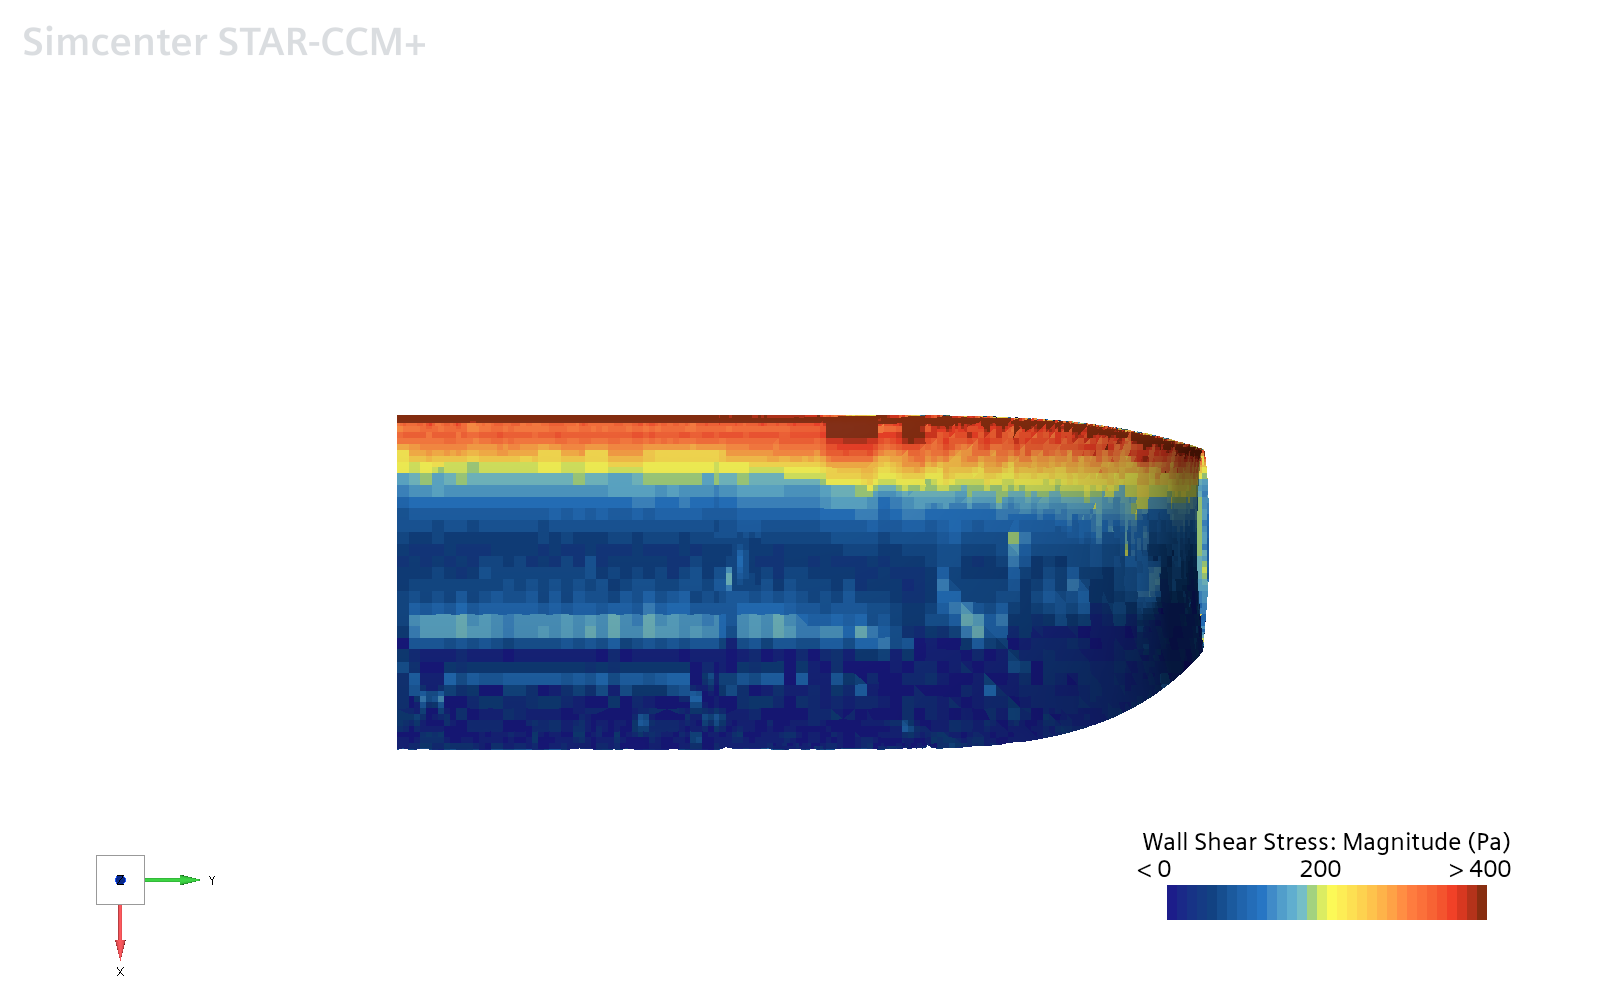 Simcenter STAR-CCM+
Wall Shear Stress: Magnitude (Pa)
< 0 200 > 400
Y
X